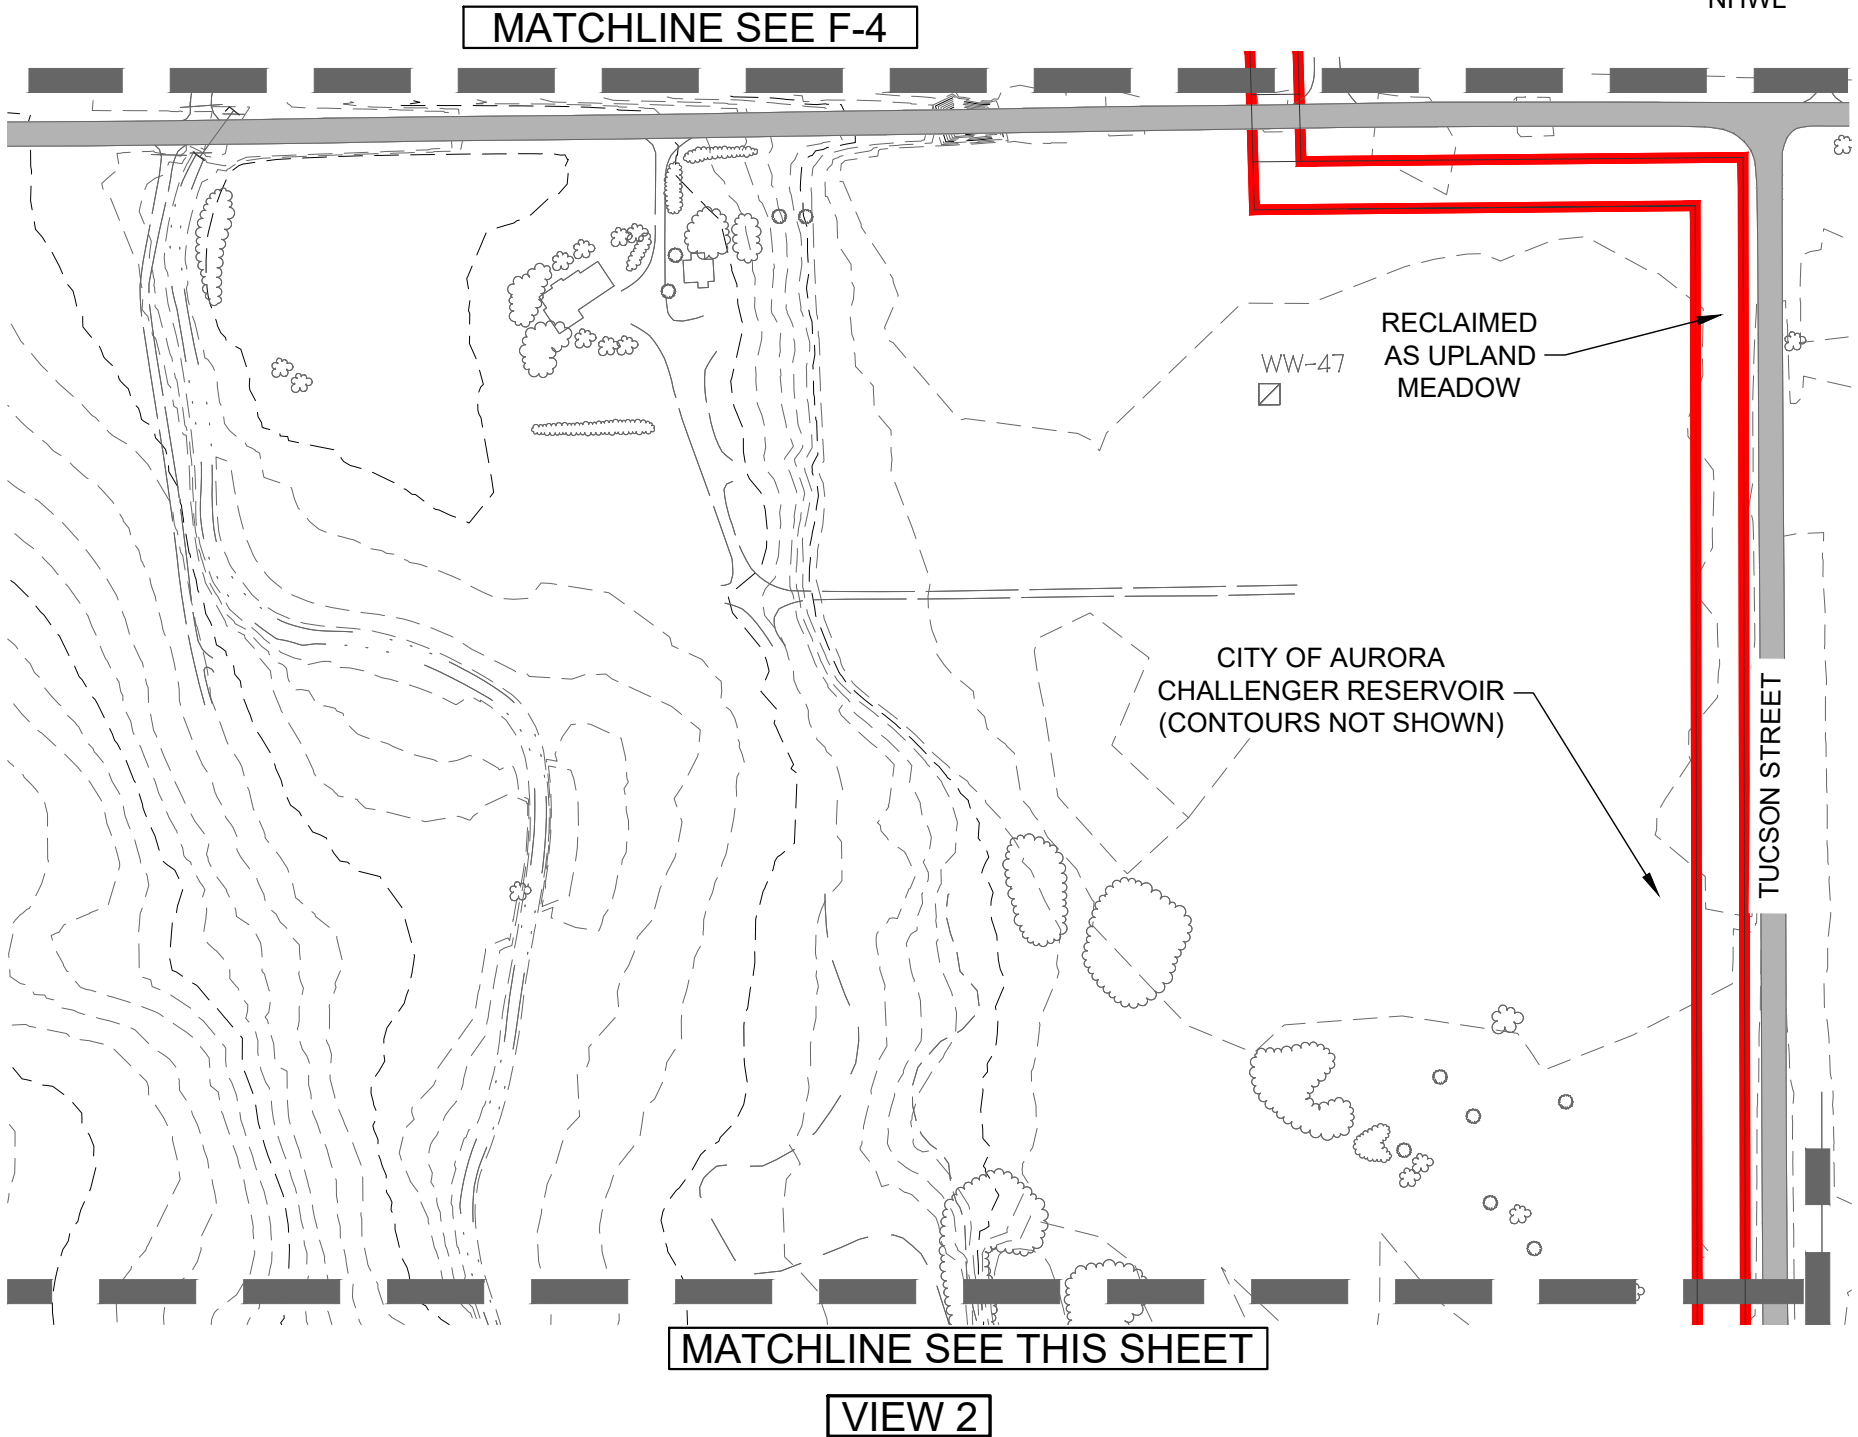 MATCHLINE SEE F-4
RECLAIMED
AS UPLAND
MEADOW
WW-47
CITY OF AURORA
CHALLENGER RESERVOIR
(CONTOURS NOT SHOWN)
TUCSON STREET
MATCHLINE SEE THIS SHEET
VIEW 2